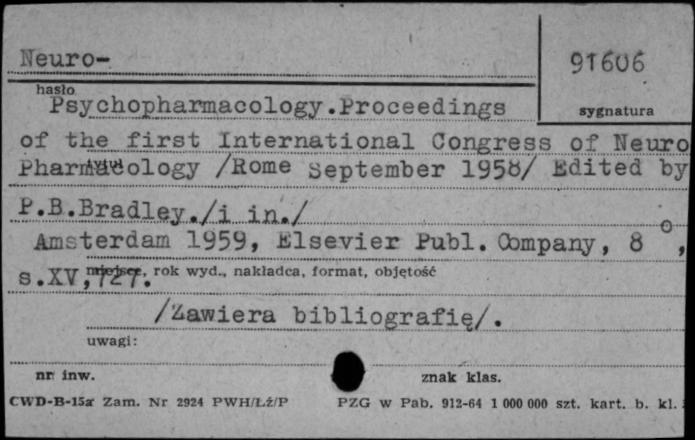 Neuro-
91606
hasło
Psychopharmacology.Proceedings
sygnatura
of the first International Congress of Neuro
tytuł
Pharmacology /Rome September 1958/ Edited by
P.B.Bradley./i in./
Amsterdam 1959, Elsevier Publ. Company, 8 °,
miejsce, rok wyd., nakładca, format, objętość
s.XV,727.
/Zawiera bibliografię/.
uwagi:
nr inw.
znak klas.
CWD-B-15a Zam. Nr 2924 PWH/Łź/P
PZG w Pab. 912-64 1 000 000 szt. kart. b. kl.